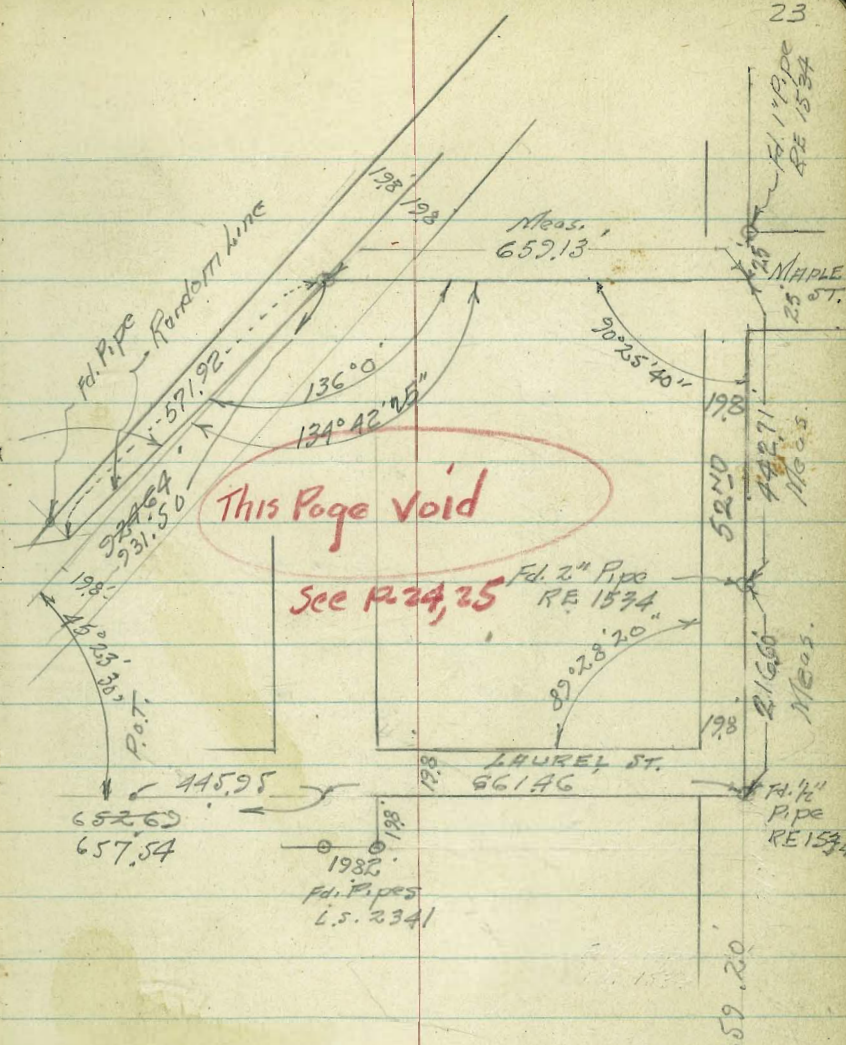 23
Fd. 1" Pipe
RE 1534
19.8'
19.8
Meas.
659.13'
Random Line
Fd. Pipe
25'
MAPLE
ST.
25'
571.92
136°0'
134°42'25"
90°25'40"
19.8
442.71
Meas.
52ND
This Page Void
See P. 24, 25
924.64
931.50
19.8'
Fd. 2" Pipe
RE 1534
45°23'30"
P.O.T.
89°28'20"
216.60
Meas.
19.8'
LAUREL ST.
661.46
19.8
445.95
652.69
657.54
19.8'
19.82'
Fd. Pipes
L.S. 2341
Fd. ½"
Pipe
RE 1534
59.20'